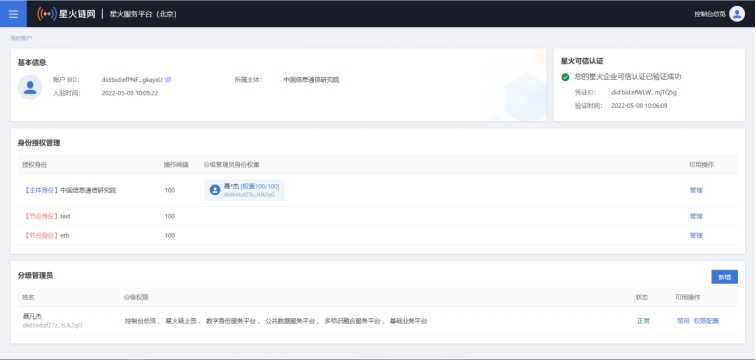 星火链网 | 星火服务平台（北京） 控制台总览
我的账户
基本信息
账户 BID： did:bid:efPNF...gkayxU 所属主体： 中国信息通信研究院
入驻时间： 2022-05-09 10:05:22
星火可信认证
您的星火企业可信认证已验证成功
凭证ID： did:bid:efWLW...mjTQSg
验证时间： 2022-05-09 10:06:09
身份授权管理
授权身份 操作阈值 分级管理员身份权重 可用操作
【主体身份】中国信息通信研究院 100 聂*杰 [权重100/100] 管理
did:bid:zf27z...tUk2qG
【节点身份】test 100 管理
【节点身份】eth 100 管理
分级管理员 新增
姓名 分级权限 状态 可用操作
聂凡杰 控制台总览 、 星火链上签 、 数字身份服务平台 、 公共数据服务平台 、 多标识融合服务平台 、 基础业务平台 正常 禁用 权限配置
did:bid:zf27z...tUk2qG